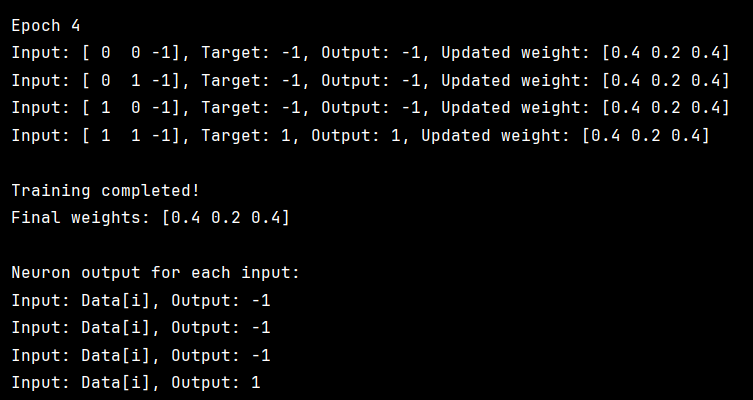 Epoch 4
Input: [ 0  0 -1], Target: -1, Output: -1, Updated weight: [0.4 0.2 0.4]
Input: [ 0  1 -1], Target: -1, Output: -1, Updated weight: [0.4 0.2 0.4]
Input: [ 1  0 -1], Target: -1, Output: -1, Updated weight: [0.4 0.2 0.4]
Input: [ 1  1 -1], Target: 1, Output: 1, Updated weight: [0.4 0.2 0.4]
Training completed!
Final weights: [0.4 0.2 0.4]
Neuron output for each input:
Input: Data[i], Output: -1
Input: Data[i], Output: -1
Input: Data[i], Output: -1
Input: Data[i], Output: 1